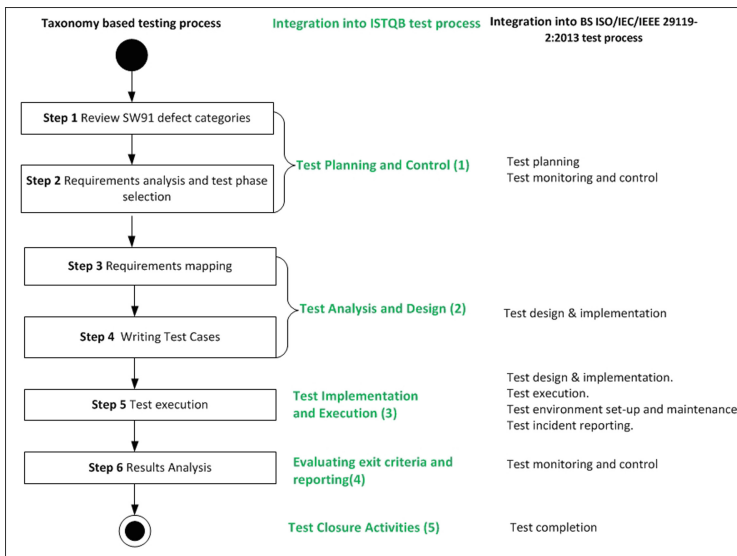 Taxonomy based testing process
Integration into ISTQB test process
Integration into BS ISO/IEC/IEEE 29119-
2:2013 test process
Step 1 Review SW91 defect categories
Step 2 Requirements analysis and test phase
selection
Test Planning and Control (1)
Test planning
Test monitoring and control
Step 3 Requirements mapping
Step 4 Writing Test Cases
Test Analysis and Design (2)
Test design & implementation
Step 5 Test execution
Test Implementation
and Execution (3)
Test design & implementation.
Test execution.
Test environment set-up and maintenance
Test incident reporting.
Step 6 Results Analysis
Evaluating exit criteria and
reporting(4)
Test monitoring and control
Test Closure Activities (5)
Test completion